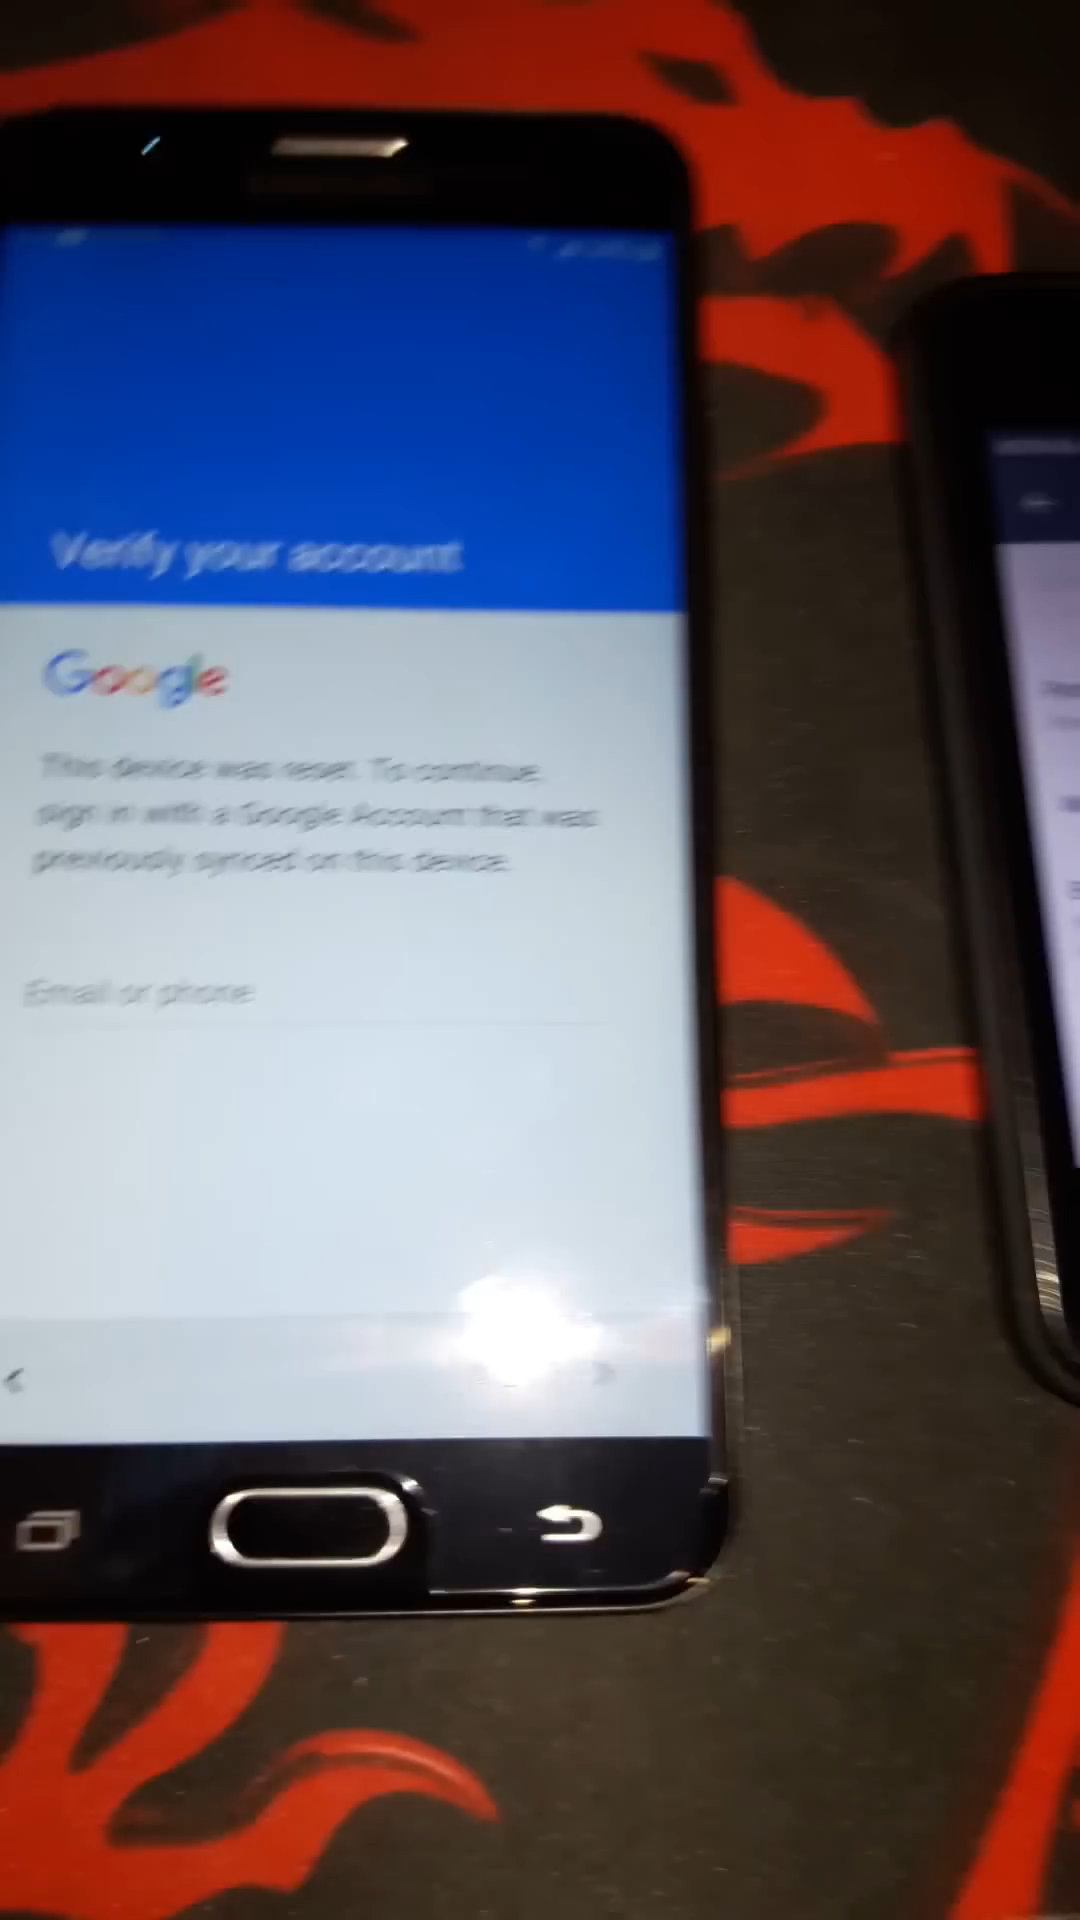 Verify your account
Google
This device was reset. To continue,
sign in with a Google Account that was
previously synced on this device.
Email or phone